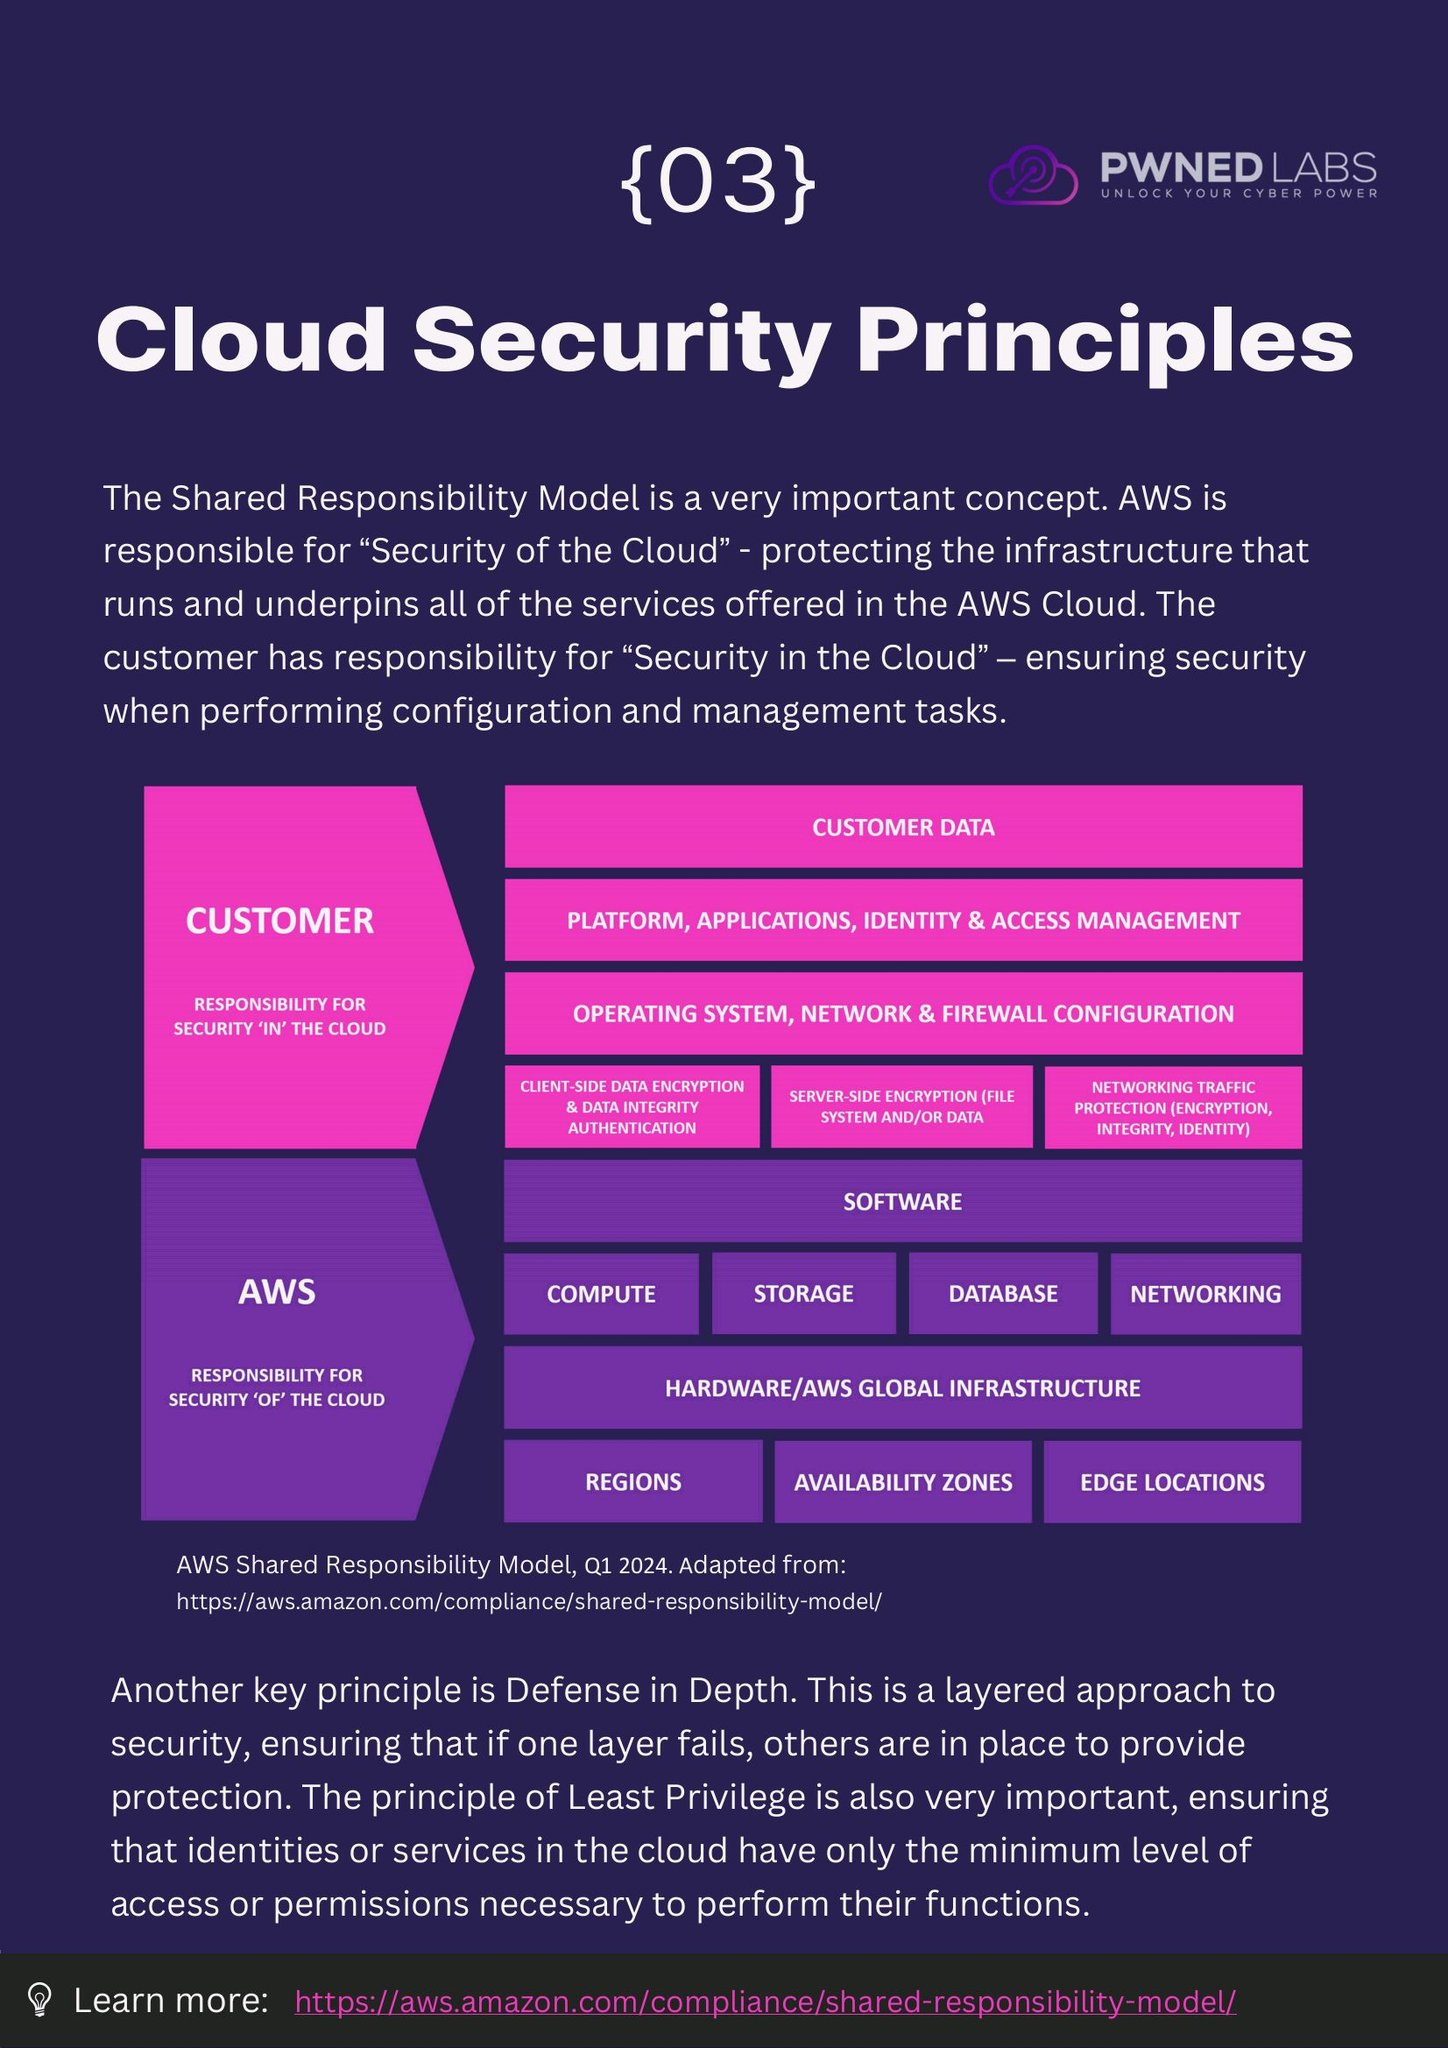 {03}
PWNED LABS
UNLOCK YOUR CYBER POWER
Cloud Security Principles
The Shared Responsibility Model is a very important concept. AWS is
responsible for “Security of the Cloud” - protecting the infrastructure that
runs and underpins all of the services offered in the AWS Cloud. The
customer has responsibility for “Security in the Cloud” – ensuring security
when performing configuration and management tasks.
CUSTOMER
RESPONSIBILITY FOR
SECURITY ‘IN’ THE CLOUD
CUSTOMER DATA
PLATFORM, APPLICATIONS, IDENTITY & ACCESS MANAGEMENT
OPERATING SYSTEM, NETWORK & FIREWALL CONFIGURATION
CLIENT-SIDE DATA ENCRYPTION
& DATA INTEGRITY
AUTHENTICATION
SERVER-SIDE ENCRYPTION (FILE
SYSTEM AND/OR DATA
NETWORKING TRAFFIC
PROTECTION (ENCRYPTION,
INTEGRITY, IDENTITY)
AWS
RESPONSIBILITY FOR
SECURITY ‘OF’ THE CLOUD
SOFTWARE
COMPUTE
STORAGE
DATABASE
NETWORKING
HARDWARE/AWS GLOBAL INFRASTRUCTURE
REGIONS
AVAILABILITY ZONES
EDGE LOCATIONS
AWS Shared Responsibility Model, Q1 2024. Adapted from:
https://aws.amazon.com/compliance/shared-responsibility-model/
Another key principle is Defense in Depth. This is a layered approach to
security, ensuring that if one layer fails, others are in place to provide
protection. The principle of Least Privilege is also very important, ensuring
that identities or services in the cloud have only the minimum level of
access or permissions necessary to perform their functions.
Learn more: https://aws.amazon.com/compliance/shared-responsibility-model/